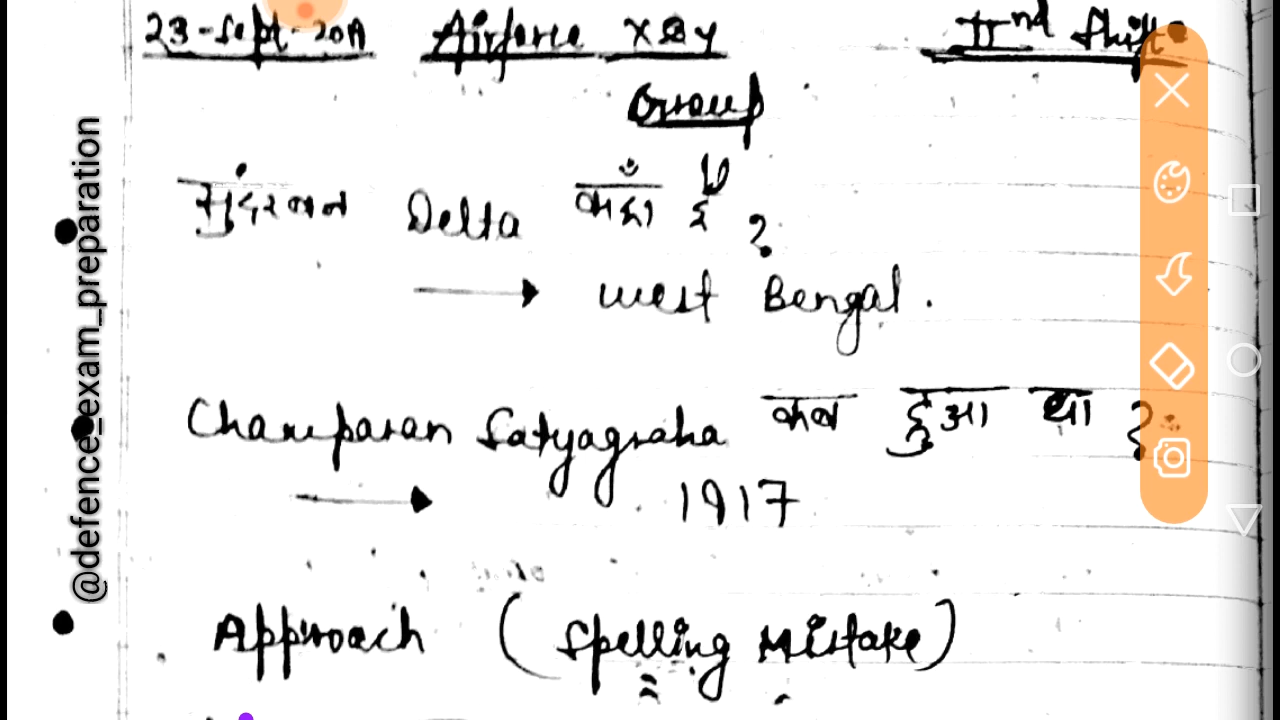 23-Sept-20 Airforce X & Y IInd Shift
Group
सुंदरबन Delta कहाँ है ?
West Bengal.
Champaran Satyagraha कब हुआ था ?
1917
Approach (Spelling Mistake)
@defence_exam_preparation